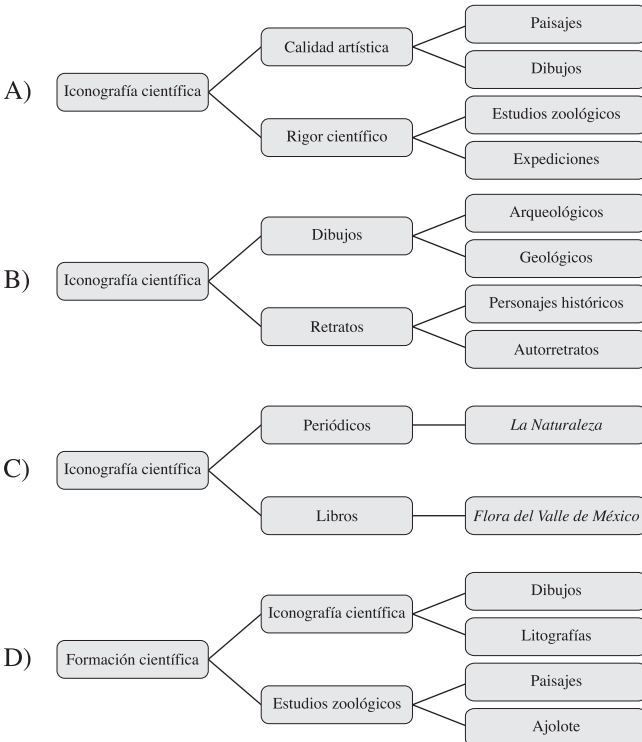 A)
Iconografía científica
Calidad artística
Paisajes
Dibujos
Rigor científico
Estudios zoológicos
Expediciones
B)
Iconografía científica
Dibujos
Arqueológicos
Geológicos
Retratos
Personajes históricos
Autorretratos
C)
Iconografía científica
Periódicos
La Naturaleza
Libros
Flora del Valle de México
D)
Formación científica
Iconografía científica
Dibujos
Litografías
Estudios zoológicos
Paisajes
Ajolote